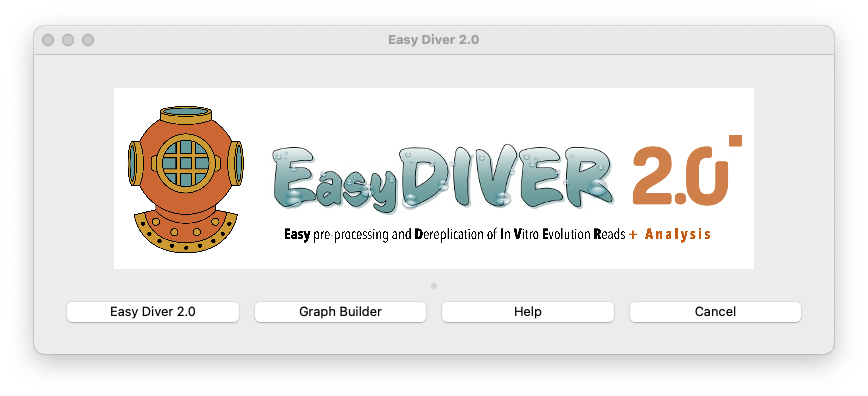 Easy Diver 2.0
EasyDIVER 2.0
Easy pre-processing and Dereplication of In Vitro Evolution Reads + Analysis
Easy Diver 2.0
Graph Builder
Help
Cancel